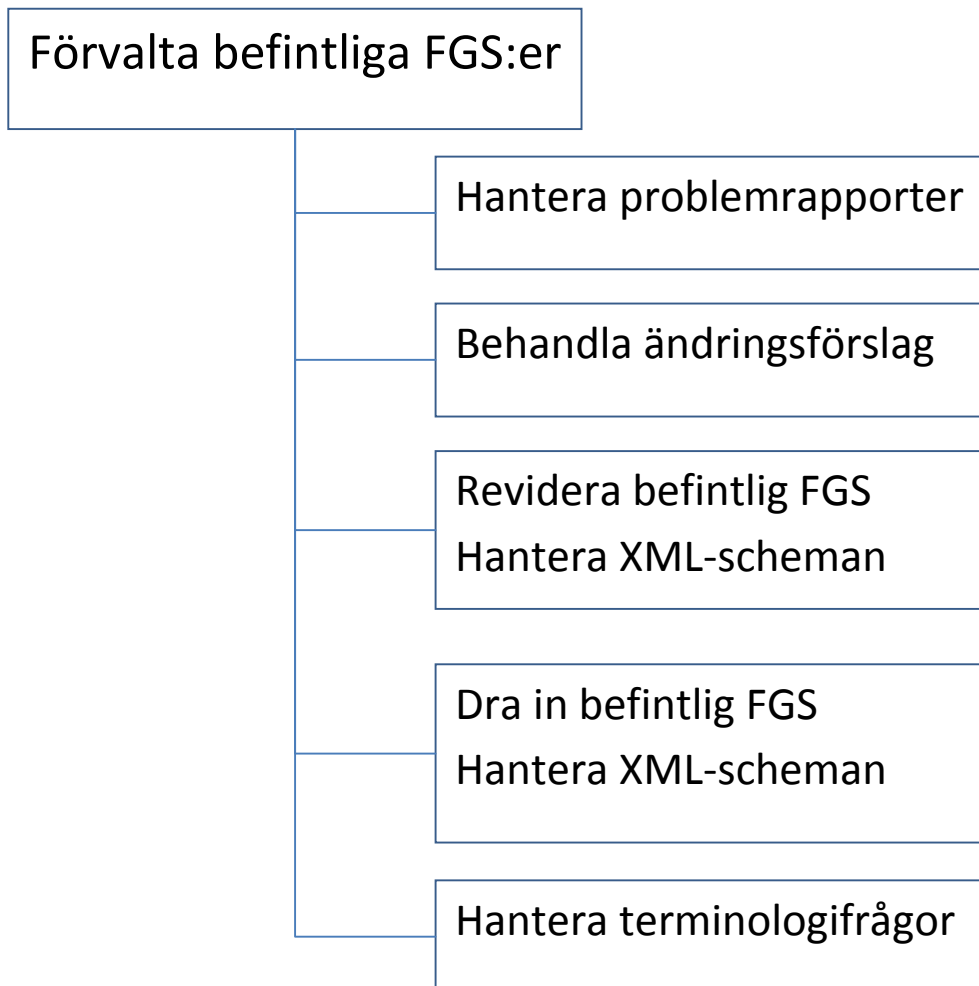 Förvalta befintliga FGS:er
Hantera problemrapporter
Behandla ändringsförslag
Revidera befintlig FGS
Hantera XML-scheman
Dra in befintlig FGS
Hantera XML-scheman
Hantera terminologifrågor